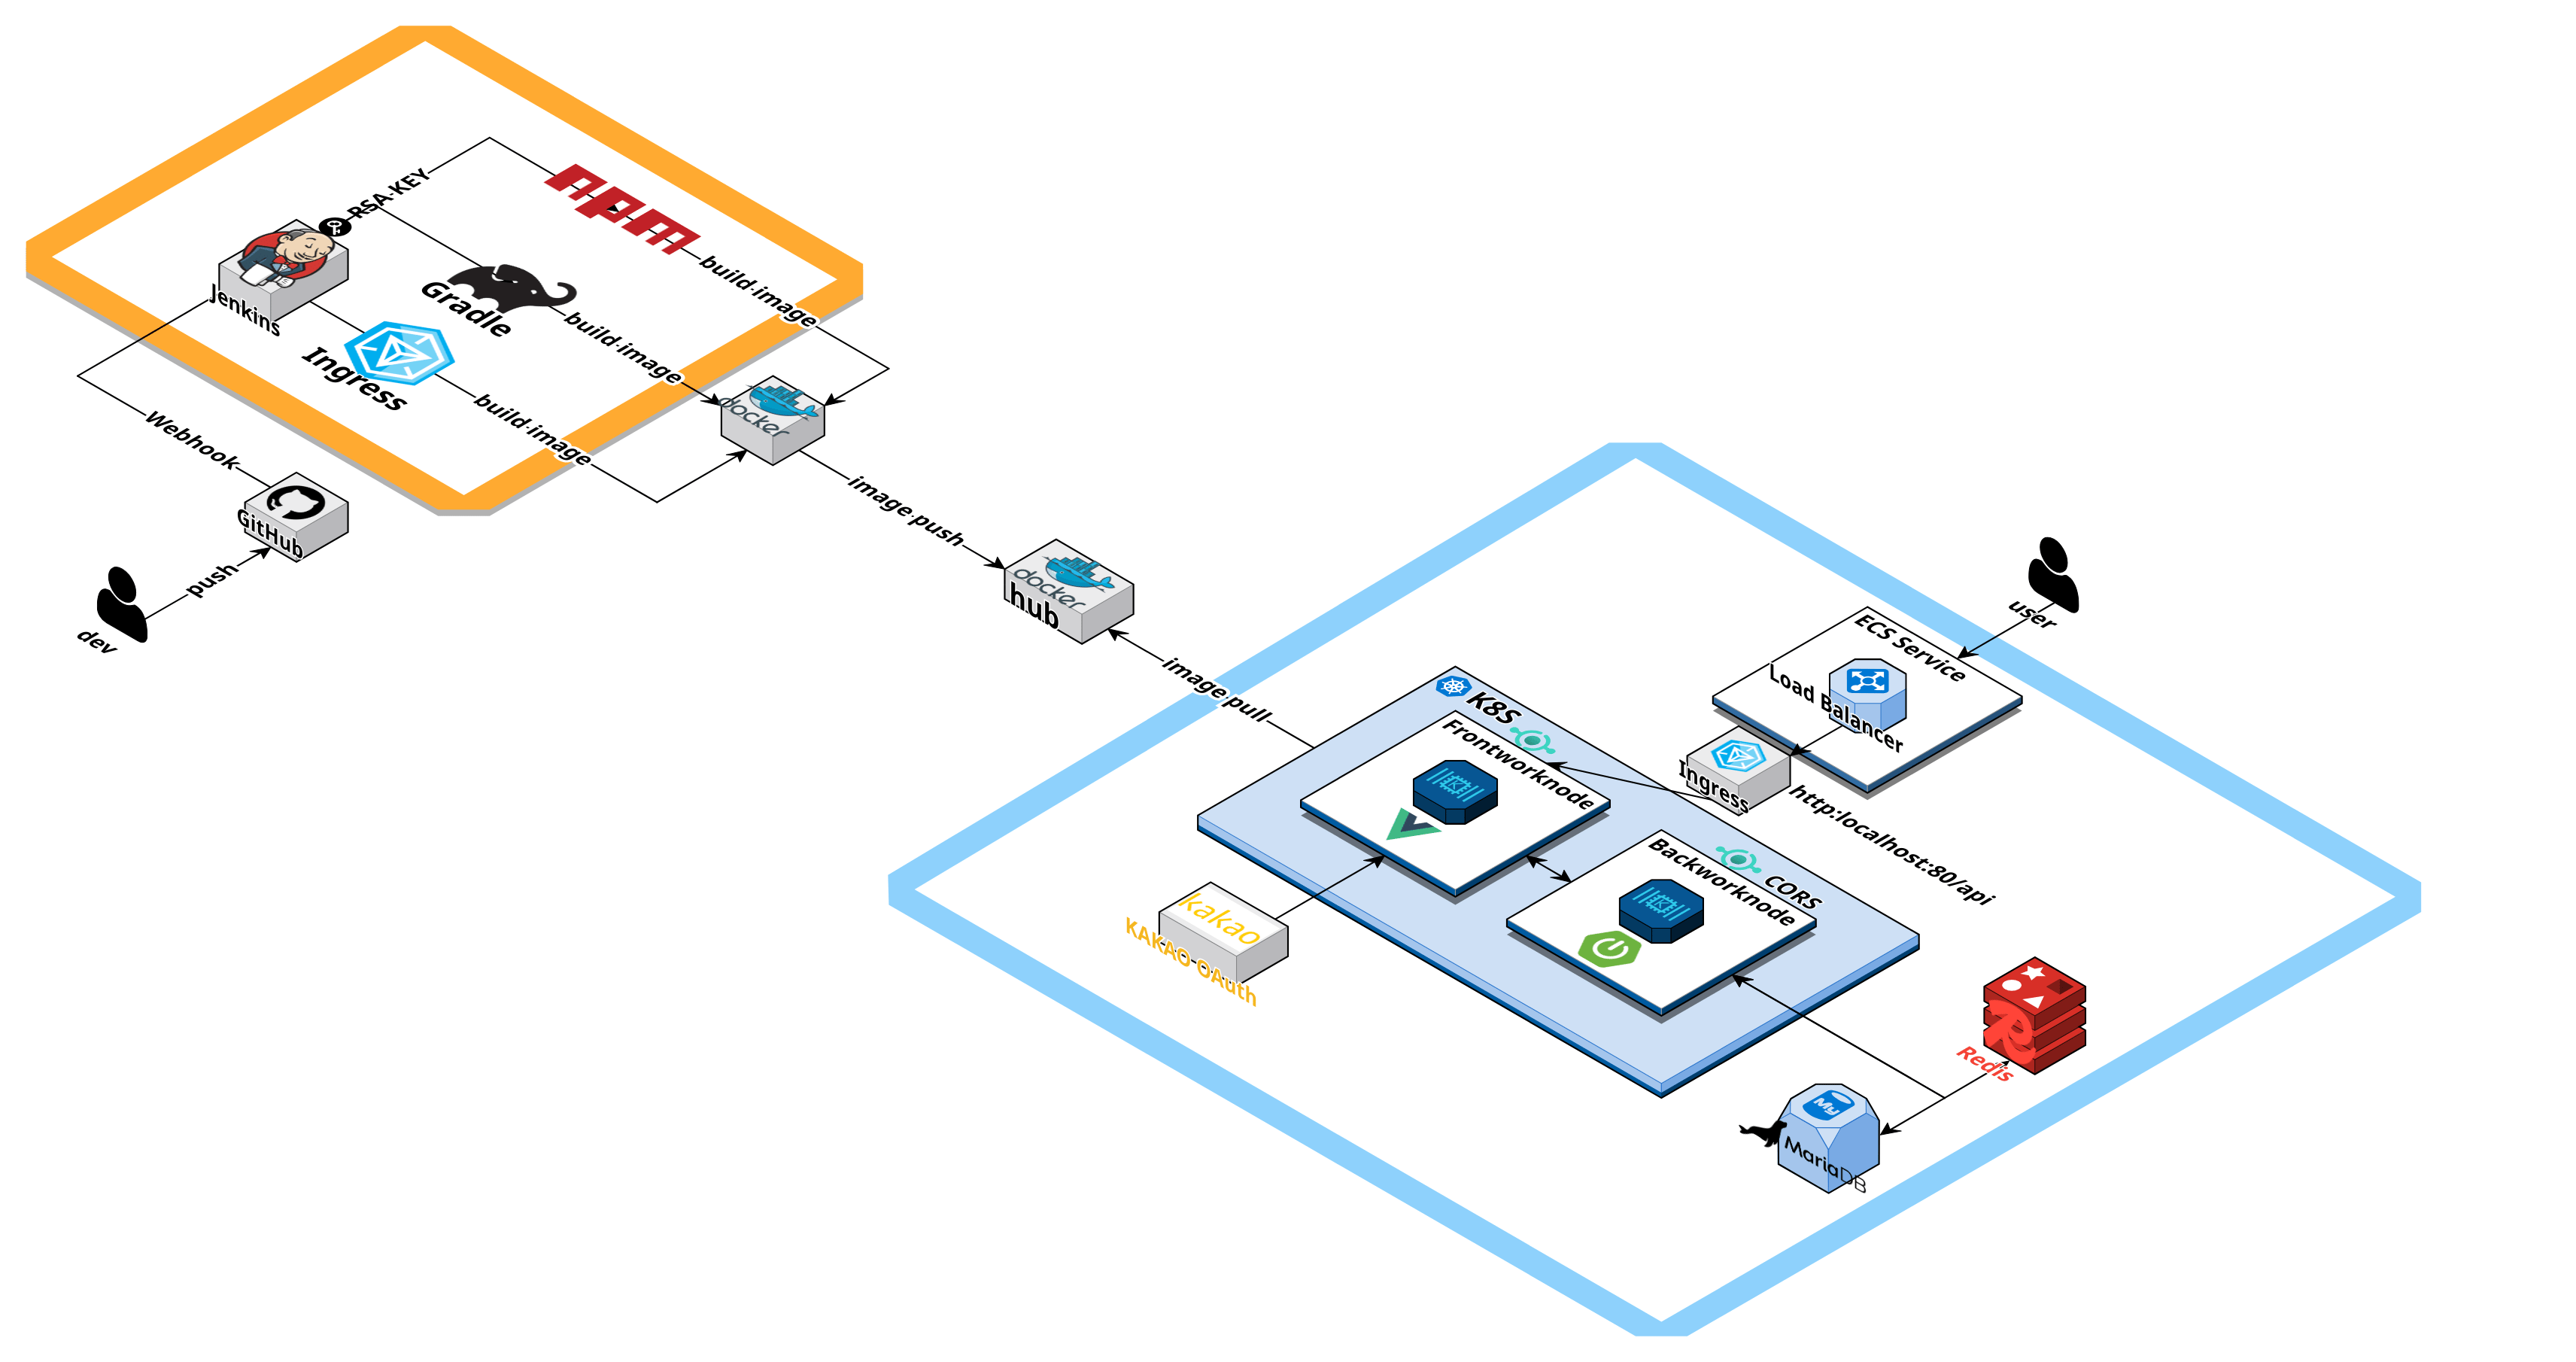 RSA-KEY
npm
build image
Jenkins
Gradle
build image
Ingress
build image
docker
Webhook
GitHub
push
dev
image push
docker
hub
image pull
user
ECS Service
Load Balancer
K8S
Frontworknode
Ingress
http:localhost:80/api
Backworknode
CORS
kakao
KAKAO OAuth
Redis
My
MariaDB